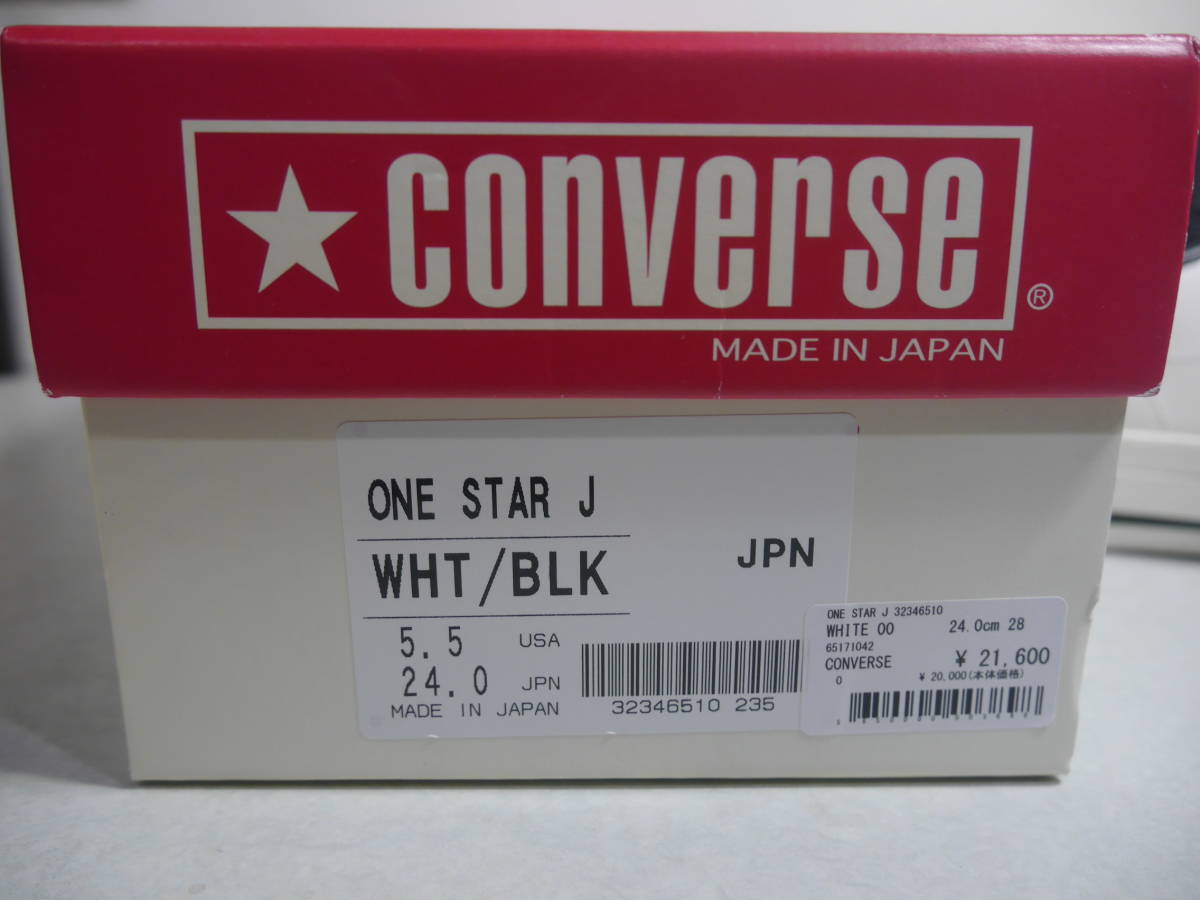 ★ converse ®
MADE IN JAPAN
ONE STAR J
WHT/BLK
JPN
5.5 USA
24.0 JPN
MADE IN JAPAN
32346510 235
ONE STAR J 32346510
WHITE 00 24.0cm 28
65171042
CONVERSE ¥ 21,600
0 ¥ 20,000(本体価格)